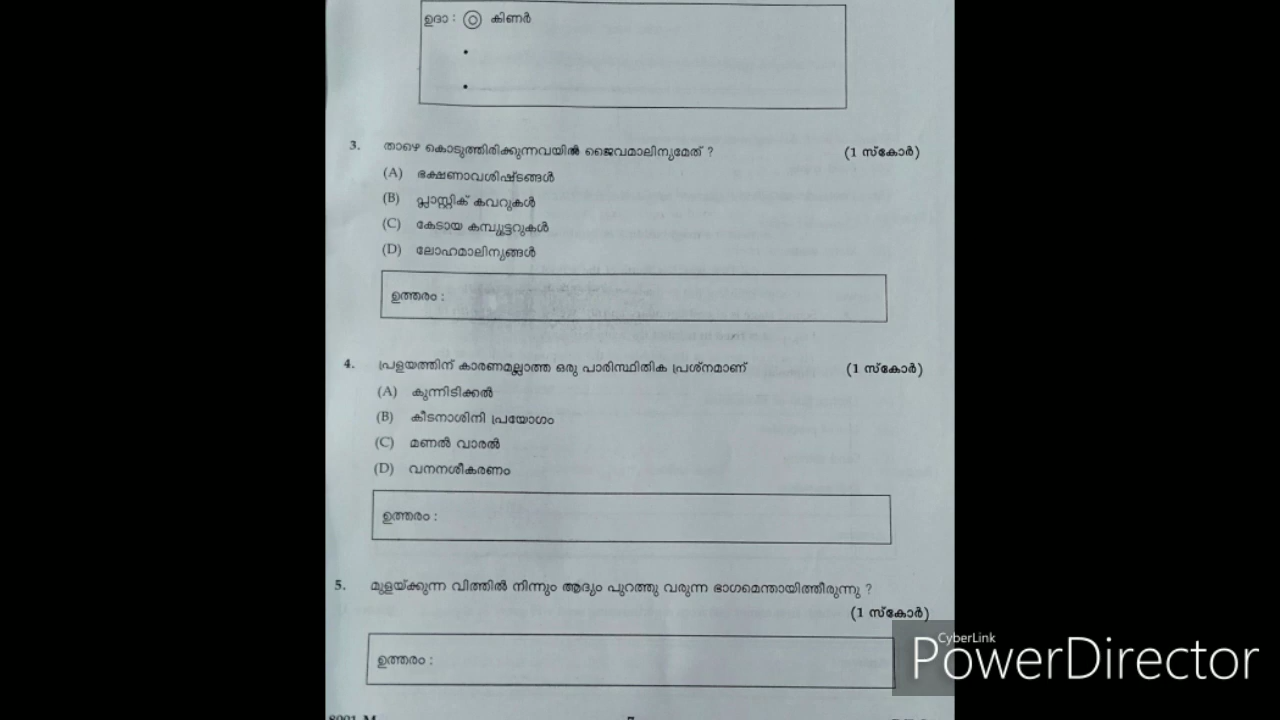 ഉദാ : കിണർ
•
•
3. താഴെ കൊടുത്തിരിക്കുന്നവയിൽ ജൈവമാലിന്യമേത് ? (1 സ്കോർ)
(A) ഭക്ഷണാവശിഷ്ടങ്ങൾ
(B) പ്ലാസ്റ്റിക് കവറുകൾ
(C) കേടായ കമ്പ്യൂട്ടറുകൾ
(D) ലോഹമാലിന്യങ്ങൾ
ഉത്തരം :
4. പ്രളയത്തിന് കാരണമല്ലാത്ത ഒരു പാരിസ്ഥിതിക പ്രശ്നമാണ് (1 സ്കോർ)
(A) കുന്നിടിക്കൽ
(B) കീടനാശിനി പ്രയോഗം
(C) മണൽ വാരൽ
(D) വനനശീകരണം
ഉത്തരം :
5. മുളയ്ക്കുന്ന വിത്തിൽ നിന്നും ആദ്യം പുറത്തു വരുന്ന ഭാഗമെന്തായിത്തീരുന്നു ?
(1 സ്കോർ)
ഉത്തരം :
CyberLink
PowerDirector